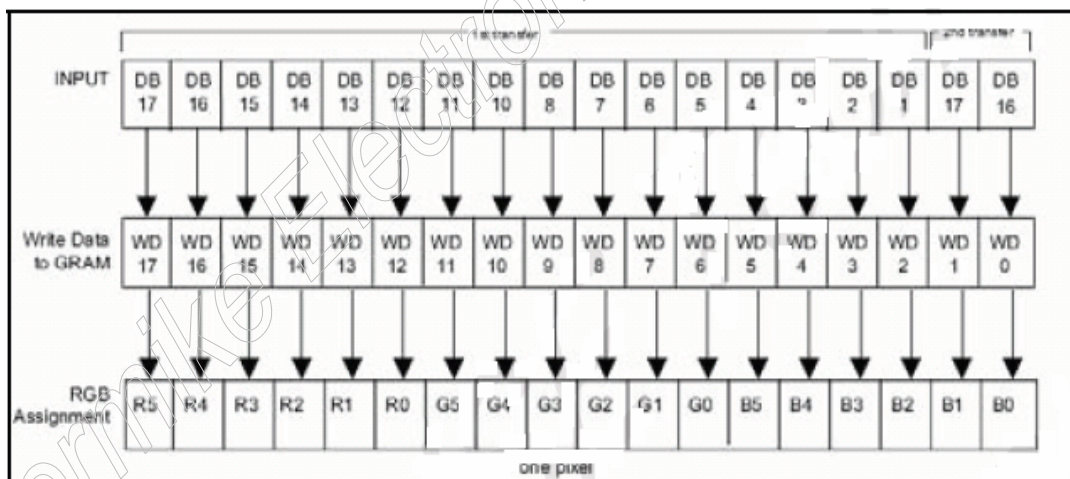 1st transfer 2nd transfer
INPUT DB 17 DB 16 DB 15 DB 14 DB 13 DB 12 DB 11 DB 10 DB 8 DB 7 DB 6 DB 5 DB 4 DB 3 DB 2 DB 1 DB 17 DB 16
Write Data to GRAM WD 17 WD 16 WD 15 WD 14 WD 13 WD 12 WD 11 WD 10 WD 9 WD 8 WD 7 WD 6 WD 5 WD 4 WD 3 WD 2 WD 1 WD 0
RGB Assignment R5 R4 R3 R2 R1 R0 G5 G4 G3 G2 G1 G0 B5 B4 B3 B2 B1 B0
one pixel